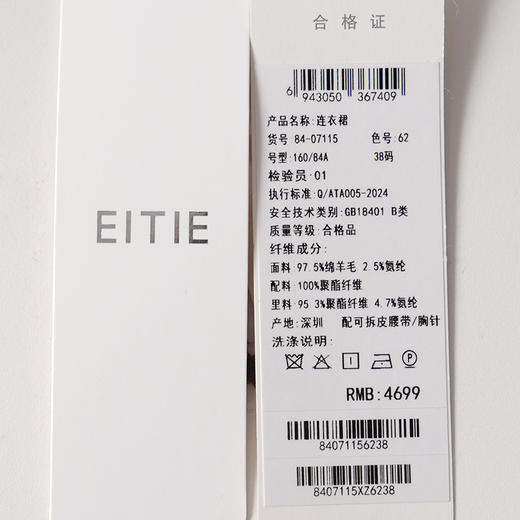 EITIE
合格证
6 943050 367409
产品名称:连衣裙
货号:84-07115 色号:62
号型:160/84A 38码
检验员:01
执行标准:Q/ATA005-2024
安全技术类别:GB18401 B类
质量等级:合格品
纤维成分:
面料:97.5%绵羊毛 2.5%氨纶
配料:100%聚酯纤维
里料:95.3%聚酯纤维 4.7%氨纶
产地:深圳 配可拆皮腰带/胸针
洗涤说明:
P
RMB:4699
84071156238
8407115XZ6238